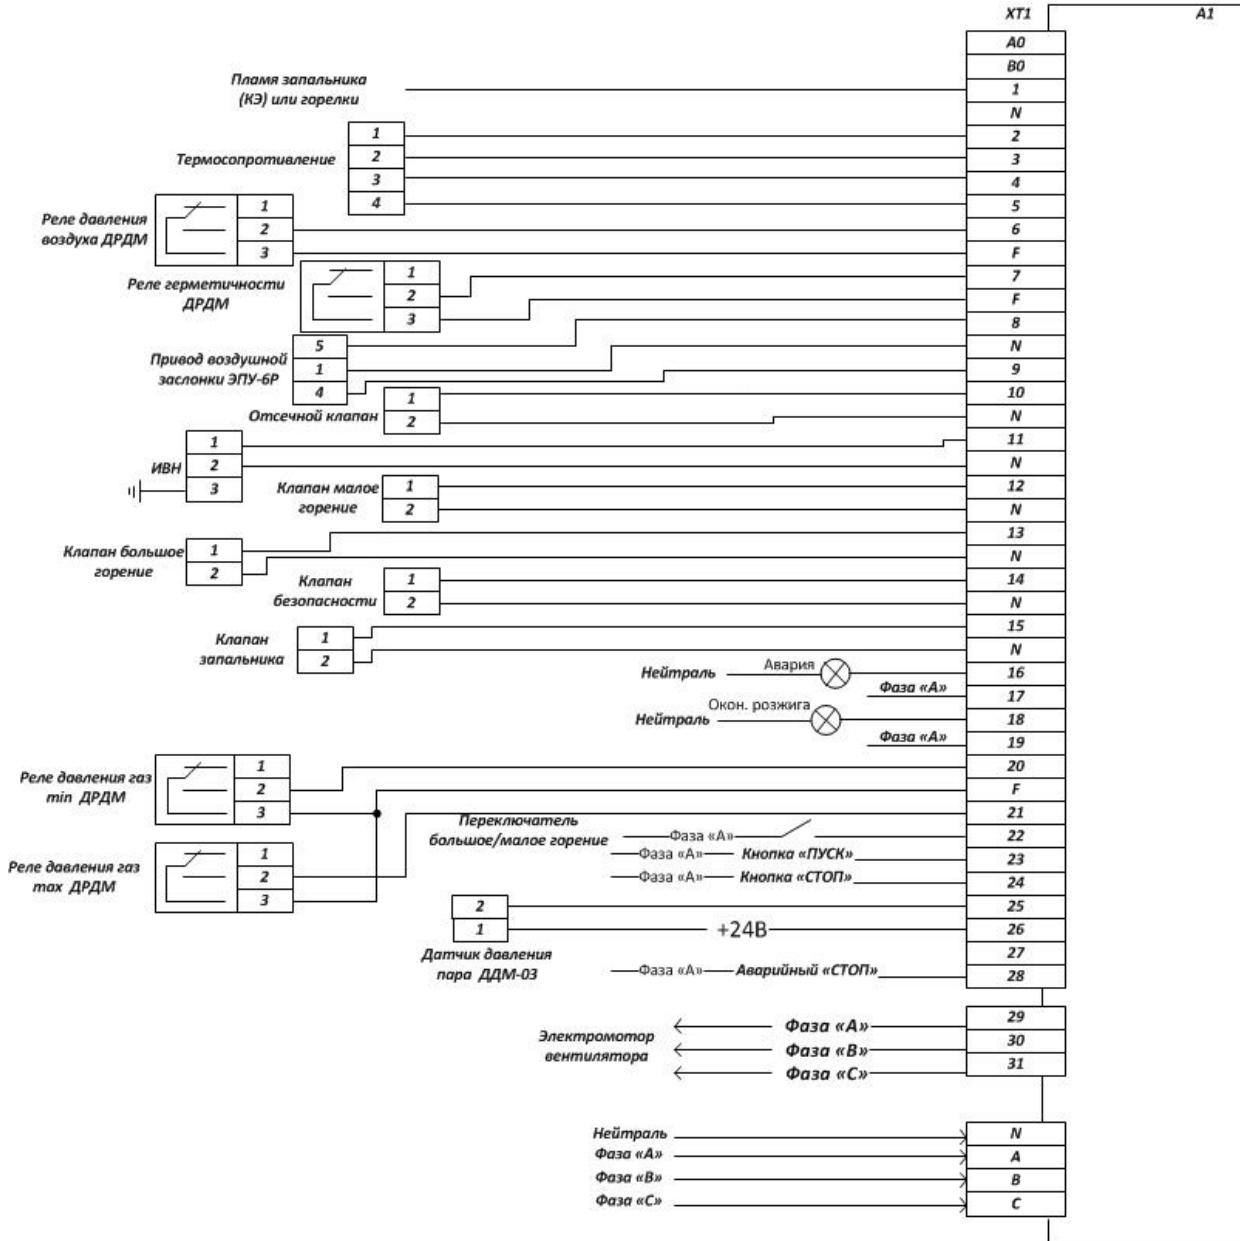 XT1
A1
A0
B0
Пламя запальника
(КЭ) или горелки
1
N
Термосопротивление
1
2
3
4
2
3
4
5
Реле давления
воздуха ДРДМ
1
2
3
6
F
Реле герметичности
ДРДМ
1
2
3
7
F
Привод воздушной
заслонки ЭПУ-6Р
5
1
4
8
N
9
Отсечной клапан
1
2
10
N
ИВН
1
2
3
11
N
Клапан малое
горение
1
2
12
N
Клапан большое
горение
1
2
13
N
Клапан
безопасности
1
2
14
N
Клапан
запальника
1
2
15
N
Нейтраль Авария 16
Фаза «А» 17
Нейтраль Окон. розжига 18
Фаза «А» 19
Реле давления газ
min ДРДМ
1
2
3
20
F
21
Реле давления газ
max ДРДМ
1
2
3
Переключатель
большое/малое горение
Фаза «А» 22
Фаза «А» Кнопка «ПУСК» 23
Фаза «А» Кнопка «СТОП» 24
2
1
25
+24В 26
Датчик давления
пара ДДМ-03
27
Фаза «А» Аварийный «СТОП» 28
Электромотор
вентилятора
Фаза «А» 29
Фаза «В» 30
Фаза «С» 31
Нейтраль N
Фаза «А» A
Фаза «В» B
Фаза «С» C